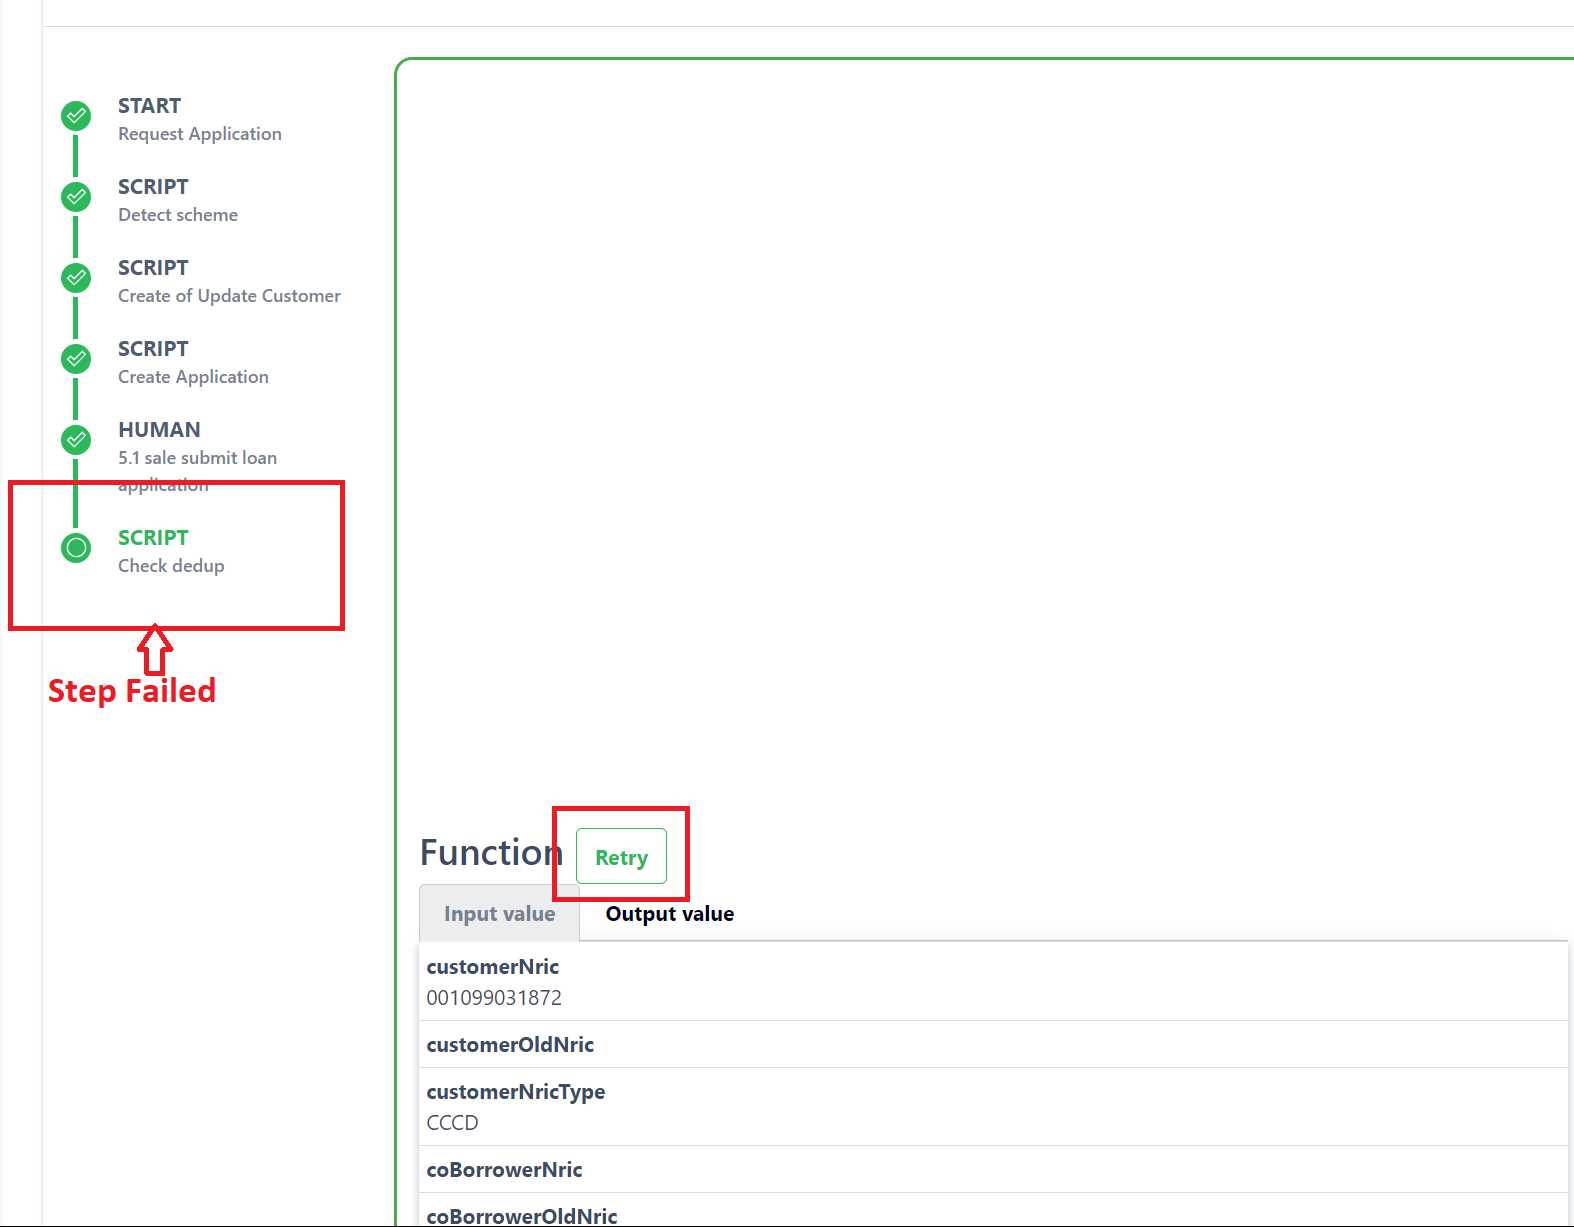 START
Request Application
SCRIPT
Detect scheme
SCRIPT
Create of Update Customer
SCRIPT
Create Application
HUMAN
5.1 sale submit loan
application
SCRIPT
Check dedup
Step Failed
Function
Retry
Input value
Output value
customerNric
001099031872
customerOldNric
customerNricType
CCCD
coBorrowerNric
coBorrowerOldNric